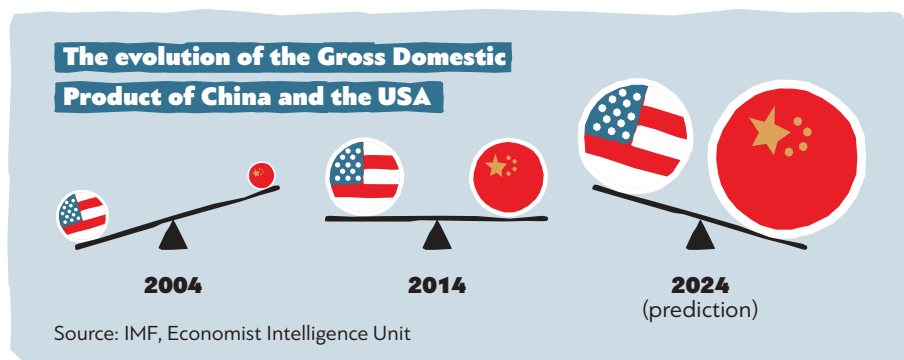 The evolution of the Gross Domestic
Product of China and the USA
2004
2014
2024
(prediction)
Source: IMF, Economist Intelligence Unit